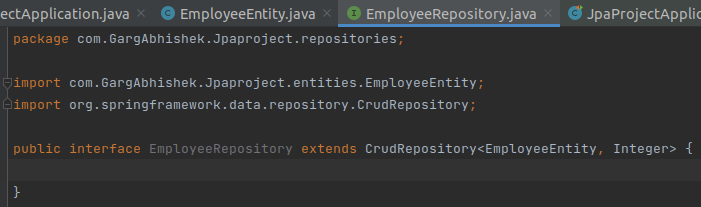 ectApplication.java EmployeeEntity.java EmployeeRepository.java JpaProjectApplic
package com.GargAbhishek.Jpaproject.repositories;
import com.GargAbhishek.Jpaproject.entities.EmployeeEntity;
import org.springframework.data.repository.CrudRepository;
public interface EmployeeRepository extends CrudRepository<EmployeeEntity, Integer> {
}